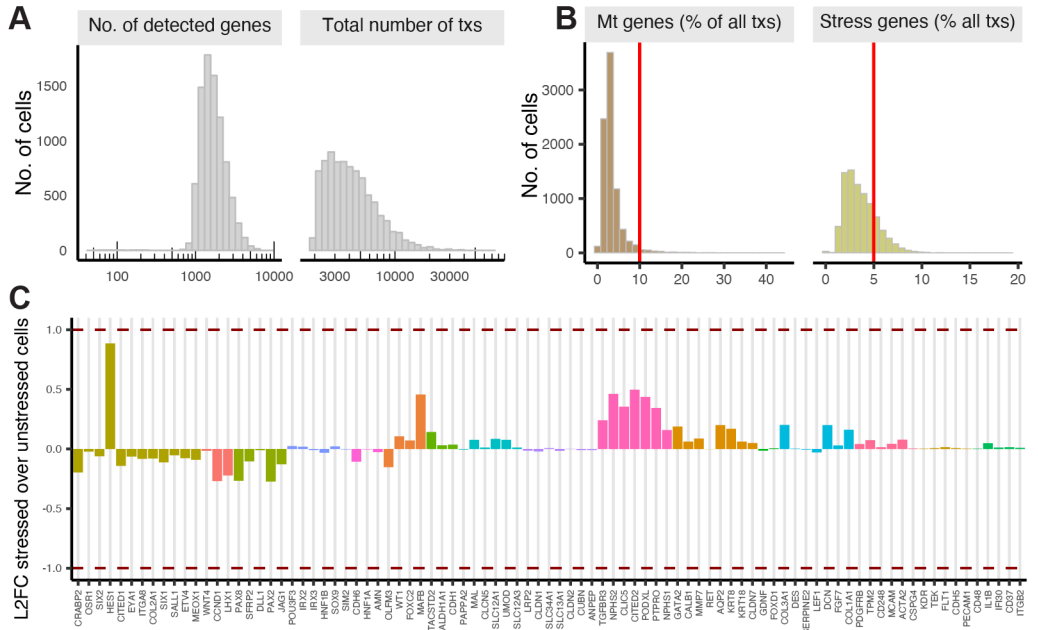 A
No. of detected genes
Total number of txs
No. of cells
1500
1000
500
0
100
1000
10000
3000
10000
30000
B
Mt genes (% of all txs)
Stress genes (% all txs)
No. of cells
3000
2000
1000
0
0
10
20
30
40
0
5
10
15
20
C
L2FC stressed over unstressed cells
1.0
0.5
0.0
-0.5
-1.0
CRABP2
OSR1
SIX2
HES1
CITED1
EYA1
ITGA8
COL2A1
SIX1
SALL1
ETV4
MEOX1
WNT4
CCND1
LHX1
PAX8
SFRP2
DLL1
PAX2
JAG1
POU3F3
IRX2
IRX3
HNF1B
SOX9
SIM2
CDH6
HNF1A
AMN
OLFM3
WT1
FOXC2
MAFB
TACSTD2
ALDH1A1
CDH1
PAPPA2
MAL
CLCN5
SLC12A1
UMOD
SLC12A3
LRP2
CLDN1
SLC34A1
SLC13A1
CLDN2
CUBN
ANPEP
TGFBR3
NPHS2
CLIC5
CITED2
PODXL
PTPRO
NPHS1
GATA2
CALB1
MMP7
RET
AQP2
KRT8
KRT18
CLDN7
GDNF
FOXD1
COL3A1
DES
SERPINE2
LEF1
DCN
FGF7
COL1A1
PDGFRB
TPM2
CD248
MCAM
ACTA2
CSPG4
KDR
TEK
FLT1
CDH5
PECAM1
CD48
IL1B
IFI30
CD37
ITGB2